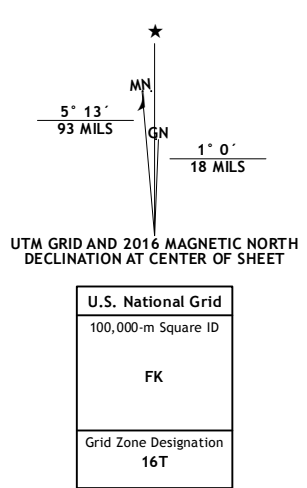 ★
MN
5° 13´
93 MILS
GN
1° 0´
18 MILS
UTM GRID AND 2016 MAGNETIC NORTH
DECLINATION AT CENTER OF SHEET
U.S. National Grid
100,000-m Square ID
FK
Grid Zone Designation
16T